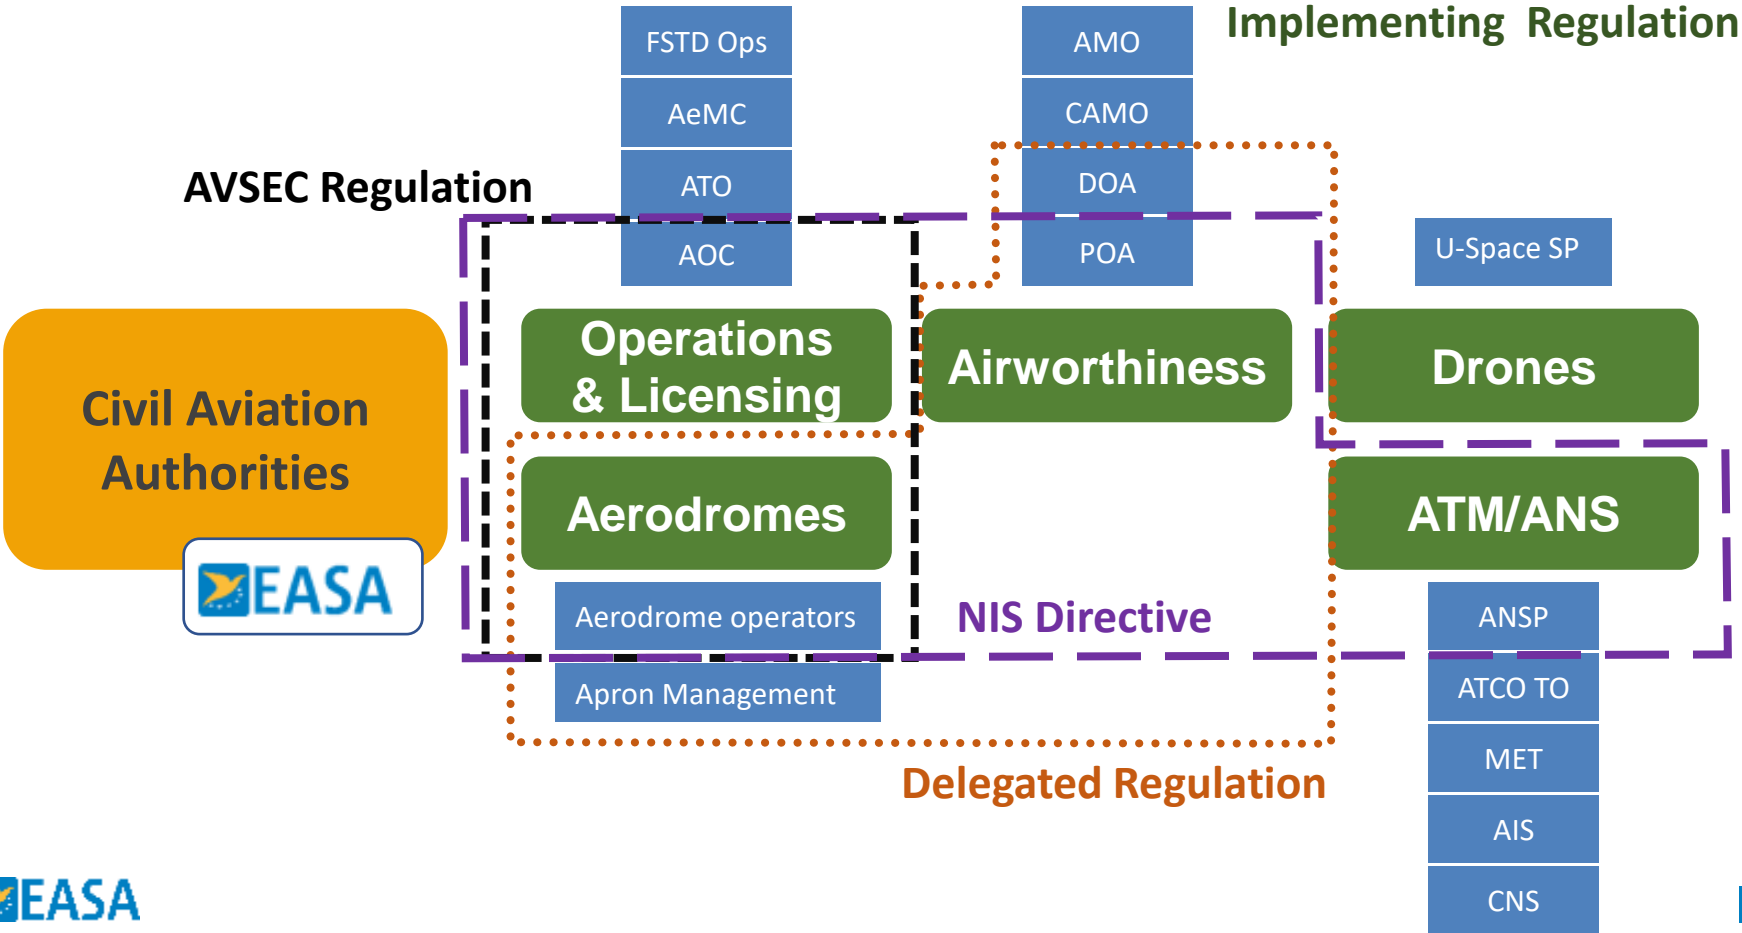 Implementing Regulation
FSTD Ops
AeMC
ATO
AOC
AMO
CAMO
DOA
POA
AVSEC Regulation
U-Space SP
Civil Aviation
Authorities
EASA
Operations
& Licensing
Airworthiness
Drones
Aerodromes
ATM/ANS
Aerodrome operators
Apron Management
NIS Directive
ANSP
ATCO TO
MET
AIS
CNS
Delegated Regulation
EASA